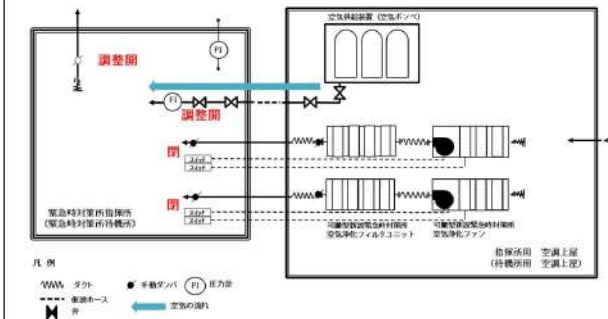 空気供給装置（空気ボンベ）
PI
調整開
FI
調整開
閉
スイッチ
スイッチ
閉
スイッチ
スイッチ
緊急時対策所指揮所
（緊急時対策所待機所）
可搬型新設緊急時対策所
空気浄化フィルタユニット
可搬型新設緊急時対策所
空気浄化ファン
指揮所用 空調上屋
（待機所用 空調上屋）
凡 例
ダクト
手動ダンパ
PI
圧力計
仮設ホース
弁
空気の流れ